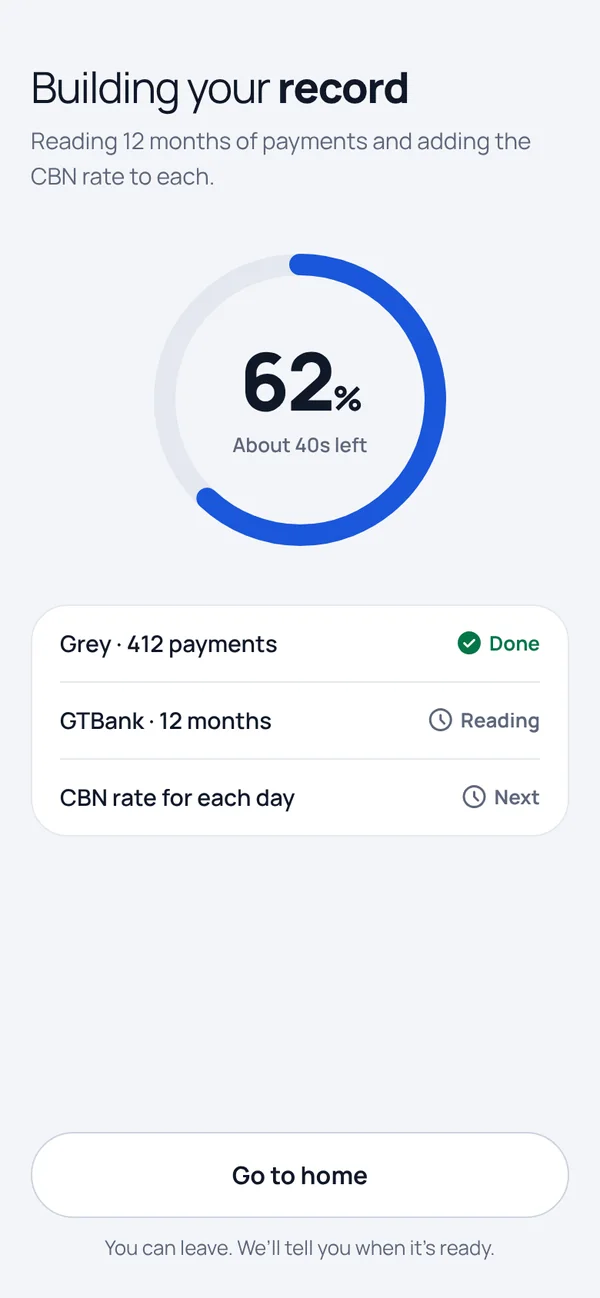 Building your record
Reading 12 months of payments and adding the
CBN rate to each.
62%
About 40s left
Grey · 412 payments
Done
GTBank · 12 months
Reading
CBN rate for each day
Next
Go to home
You can leave. We'll tell you when it's ready.